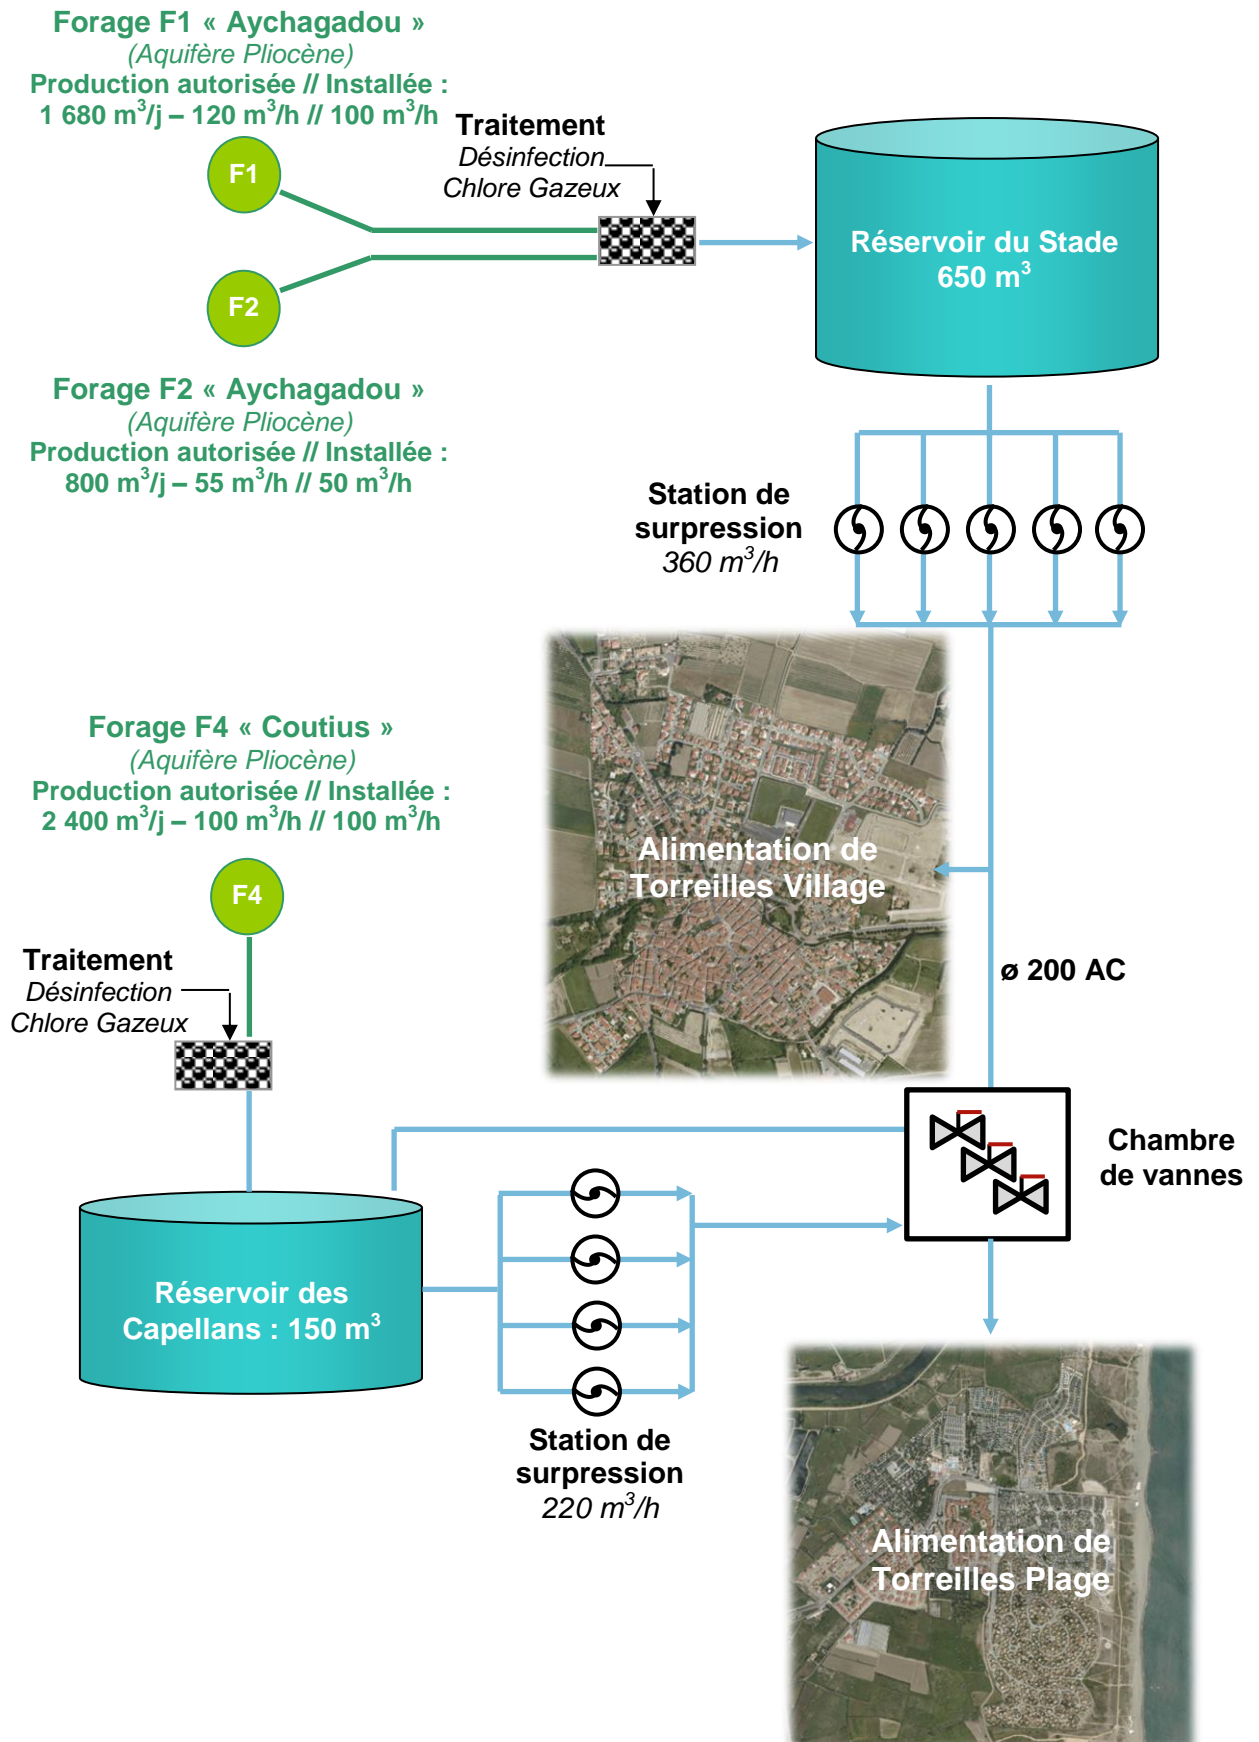 Forage F1 « Aychagadou »
(Aquifère Pliocène)
Production autorisée // Installée :
1 680 m³/j – 120 m³/h // 100 m³/h
Traitement
Désinfection
Chlore Gazeux
F1
Réservoir du Stade
650 m³
F2
Forage F2 « Aychagadou »
(Aquifère Pliocène)
Production autorisée // Installée :
800 m³/j – 55 m³/h // 50 m³/h
Station de
surpression
360 m³/h
Forage F4 « Coutius »
(Aquifère Pliocène)
Production autorisée // Installée :
2 400 m³/j – 100 m³/h // 100 m³/h
Alimentation de
Torreilles Village
F4
Traitement
Désinfection
Chlore Gazeux
ø 200 AC
Chambre
de vannes
Réservoir des
Capellans : 150 m³
Station de
surpression
220 m³/h
Alimentation de
Torreilles Plage